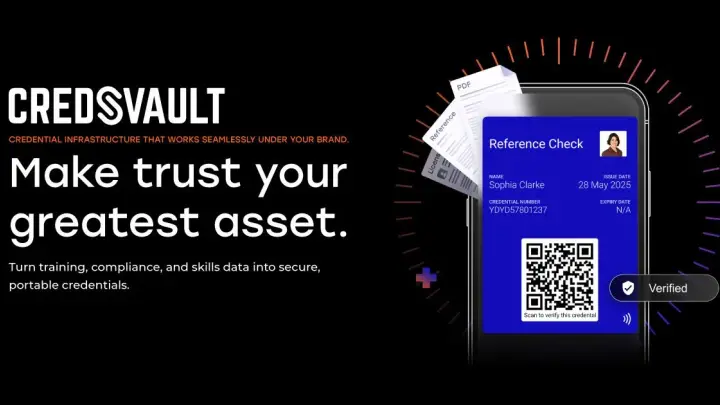 CREDSVAULT
CREDENTIAL INFRASTRUCTURE THAT WORKS SEAMLESSLY UNDER YOUR BRAND.
Make trust your
greatest asset.
Turn training, compliance, and skills data into secure,
portable credentials.
PDF
Reference
Reference Check
NAME
Sophia Clarke
ISSUE DATE
28 May 2025
CREDENTIAL NUMBER
YDYD57801237
EXPIRY DATE
N/A
Scan to verify this credential
Verified